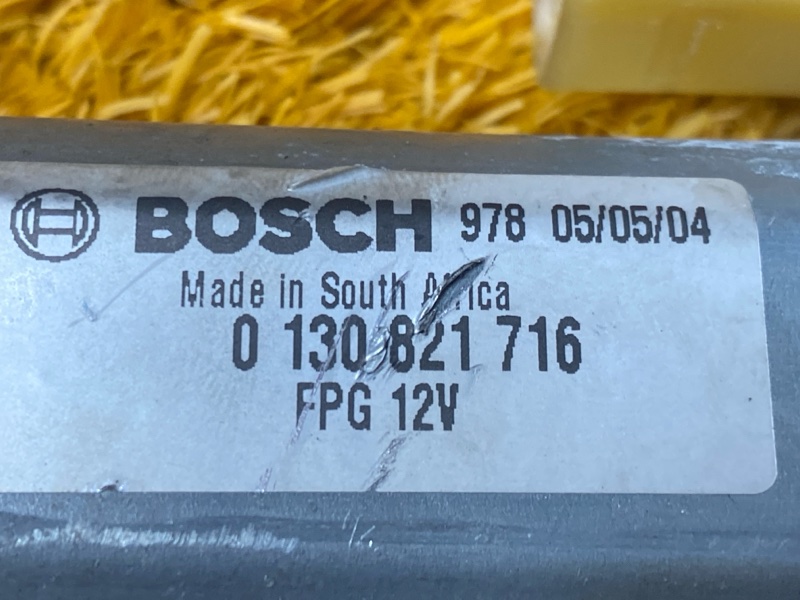 BOSCH 978 05/05/04
Made in South Africa
0 130 821 716
FPG 12V